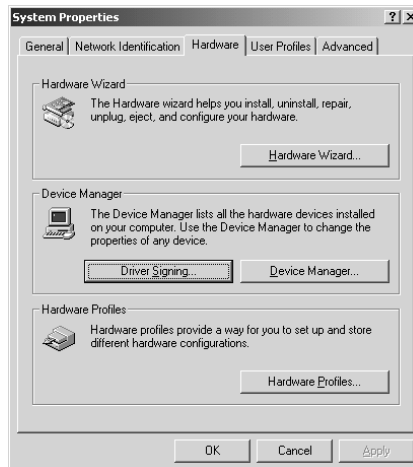 System Properties
General Network Identification Hardware User Profiles Advanced
Hardware Wizard
The Hardware wizard helps you install, uninstall, repair,
unplug, eject, and configure your hardware.
Hardware Wizard...
Device Manager
The Device Manager lists all the hardware devices installed
on your computer. Use the Device Manager to change the
properties of any device.
Driver Signing... Device Manager...
Hardware Profiles
Hardware profiles provide a way for you to set up and store
different hardware configurations.
Hardware Profiles...
OK Cancel Apply